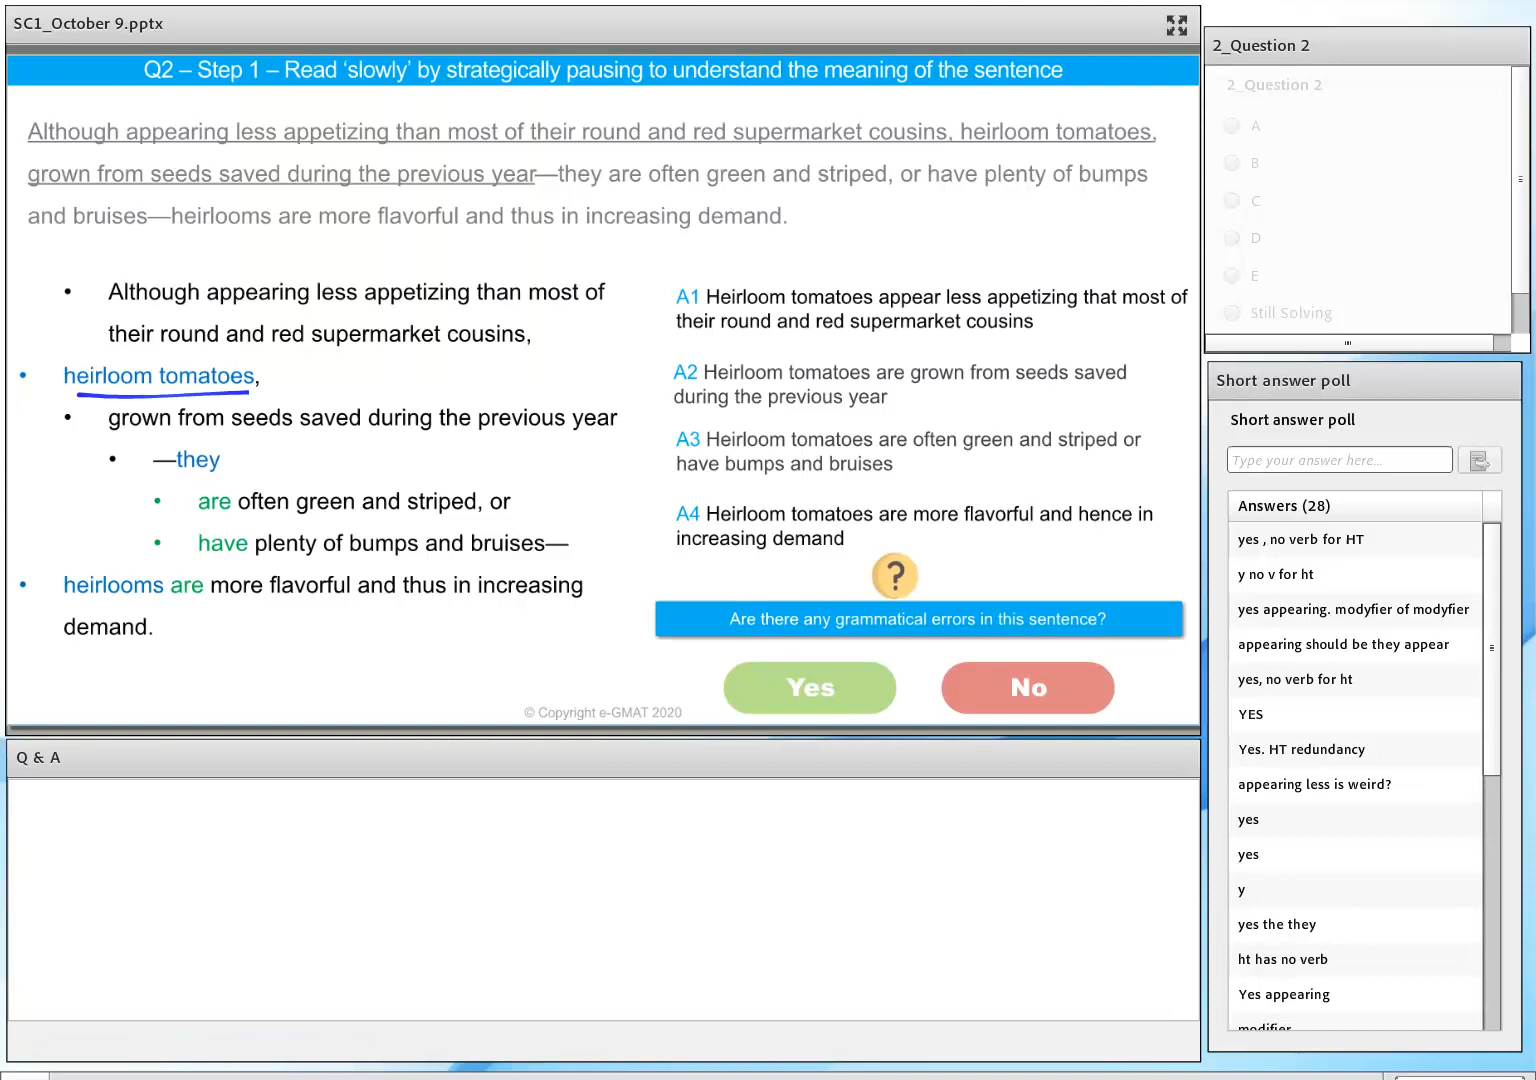 SC1_October 9.pptx
Q2 – Step 1 – Read ‘slowly’ by strategically pausing to understand the meaning of the sentence
Although appearing less appetizing than most of their round and red supermarket cousins, heirloom tomatoes,
grown from seeds saved during the previous year—they are often green and striped, or have plenty of bumps
and bruises—heirlooms are more flavorful and thus in increasing demand.
• Although appearing less appetizing than most of
their round and red supermarket cousins,
• heirloom tomatoes,
• grown from seeds saved during the previous year
• —they
• are often green and striped, or
• have plenty of bumps and bruises—
• heirlooms are more flavorful and thus in increasing
demand.
A1 Heirloom tomatoes appear less appetizing that most of
their round and red supermarket cousins
A2 Heirloom tomatoes are grown from seeds saved
during the previous year
A3 Heirloom tomatoes are often green and striped or
have bumps and bruises
A4 Heirloom tomatoes are more flavorful and hence in
increasing demand
?
Are there any grammatical errors in this sentence?
Yes
No
© Copyright e-GMAT 2020
Q & A
2_Question 2
2_Question 2
A
B
C
D
E
Still Solving
Short answer poll
Short answer poll
Type your answer here...
Answers (28)
yes , no verb for HT
y no v for ht
yes appearing. modyfier of modyfier
appearing should be they appear
yes, no verb for ht
YES
Yes. HT redundancy
appearing less is weird?
yes
yes
y
yes the they
ht has no verb
Yes appearing
modifier